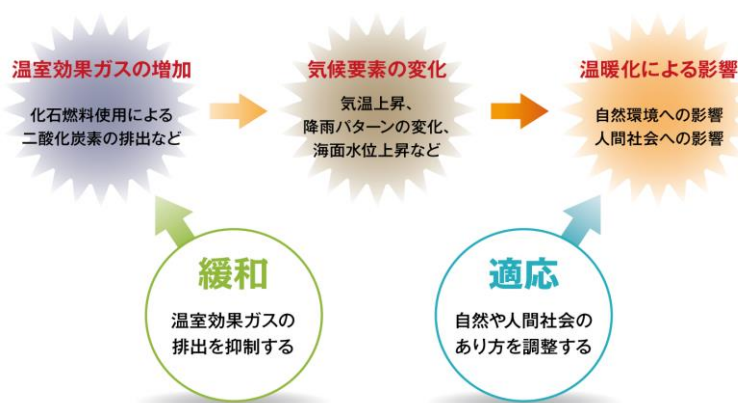 温室効果ガスの増加
化石燃料使用による
二酸化炭素の排出など
気候要素の変化
気温上昇、
降雨パターンの変化、
海面水位上昇など
温暖化による影響
自然環境への影響
人間社会への影響
緩和
温室効果ガスの
排出を抑制する
適応
自然や人間社会の
あり方を調整する